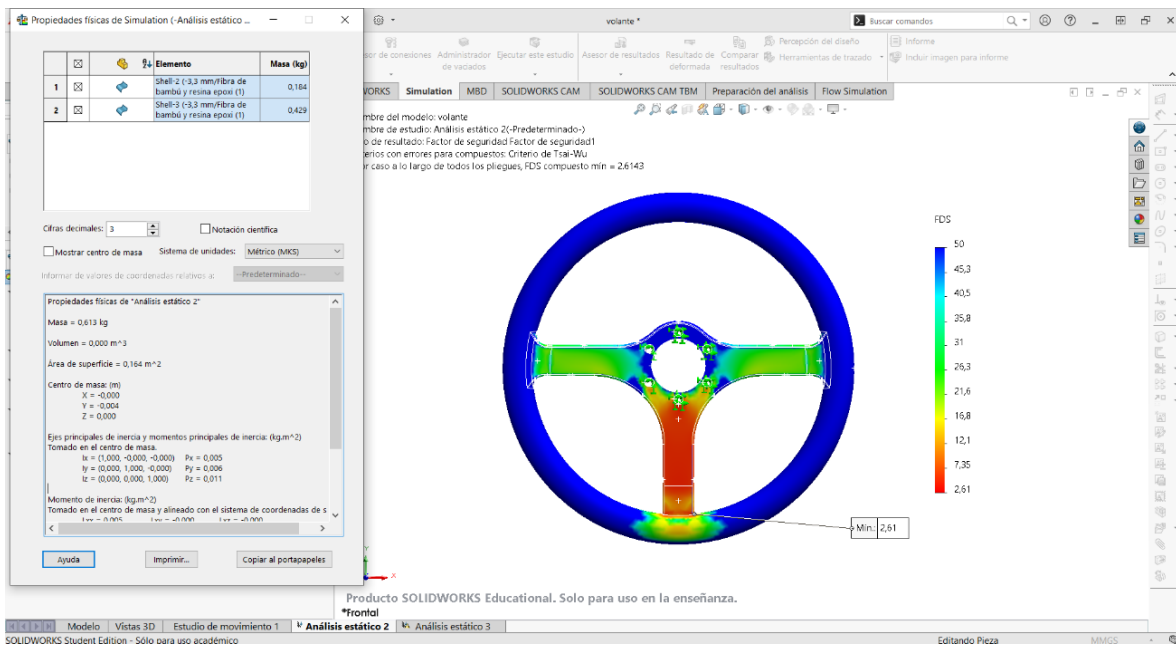 Propiedades físicas de Simulation (-Análisis estático ...
Elemento Masa (kg)
1 Shell-2 (-3,3 mm/Fibra de bambú y resina epoxi (1) 0,184
2 Shell-3 (-3,3 mm/Fibra de bambú y resina epoxi (1) 0,429
Cifras decimales: 3 Notación científica
Mostrar centro de masa Sistema de unidades: Métrico (MKS)
Informar de valores de coordenadas relativos a: --Predeterminado--
Propiedades físicas de "Análisis estático 2"
Masa = 0,613 kg
Volumen = 0,000 m^3
Área de superficie = 0,164 m^2
Centro de masa: (m)
X = -0,000
Y = -0,004
Z = 0,000
Ejes principales de inercia y momentos principales de inercia: (kg.m^2)
Tomado en el centro de masa.
Ix = (1,000, -0,000, -0,000) Px = 0,005
Iy = (0,000, 1,000, -0,000) Py = 0,006
Iz = (0,000, 0,000, 1,000) Pz = 0,011
Momento de inercia: (kg.m^2)
Tomado en el centro de masa y alineado con el sistema de coordenadas de s
Ayuda Imprimir... Copiar al portapapeles
volante *
Buscar comandos
sor de conexiones Administrador de vaciados Ejecutar este estudio Asesor de resultados Resultado de deformada Comparar resultados
Percepción del diseño
Herramientas de trazado
Informe
Incluir imagen para informe
WORKS Simulation MBD SOLIDWORKS CAM SOLIDWORKS CAM TBM Preparación del análisis Flow Simulation
mbre del modelo: volante
mbre de estudio: Análisis estático 2(-Predeterminado-)
o de resultado: Factor de seguridad Factor de seguridad1
erios con errores para compuestos: Criterio de Tsai-Wu
r caso a lo largo de todos los pliegues, FDS compuesto mín = 2.6143
FDS
50
45,3
40,5
35,8
31
26,3
21,6
16,8
12,1
7,35
2,61
Mín.: 2,61
Y
X
Producto SOLIDWORKS Educational. Solo para uso en la enseñanza.
*Frontal
Modelo Vistas 3D Estudio de movimiento 1 Análisis estático 2 Análisis estático 3
SOLIDWORKS Student Edition - Sólo para uso académico
Editando Pieza MMGS